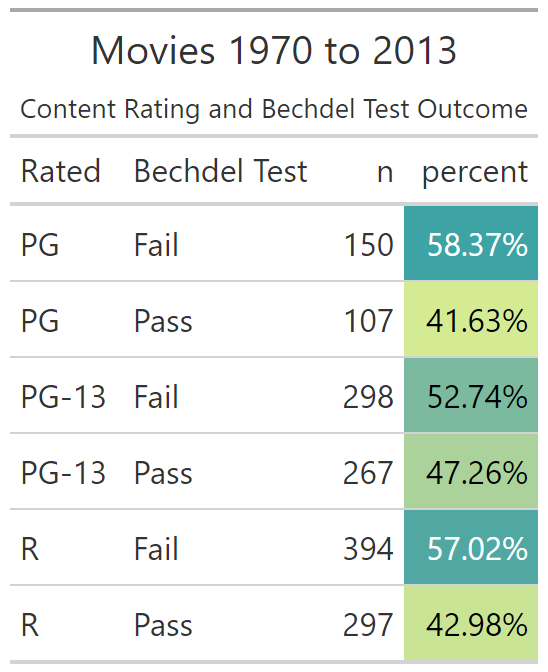 Movies 1970 to 2013
Content Rating and Bechdel Test Outcome
Rated Bechdel Test n percent
PG Fail 150 58.37%
PG Pass 107 41.63%
PG-13 Fail 298 52.74%
PG-13 Pass 267 47.26%
R Fail 394 57.02%
R Pass 297 42.98%